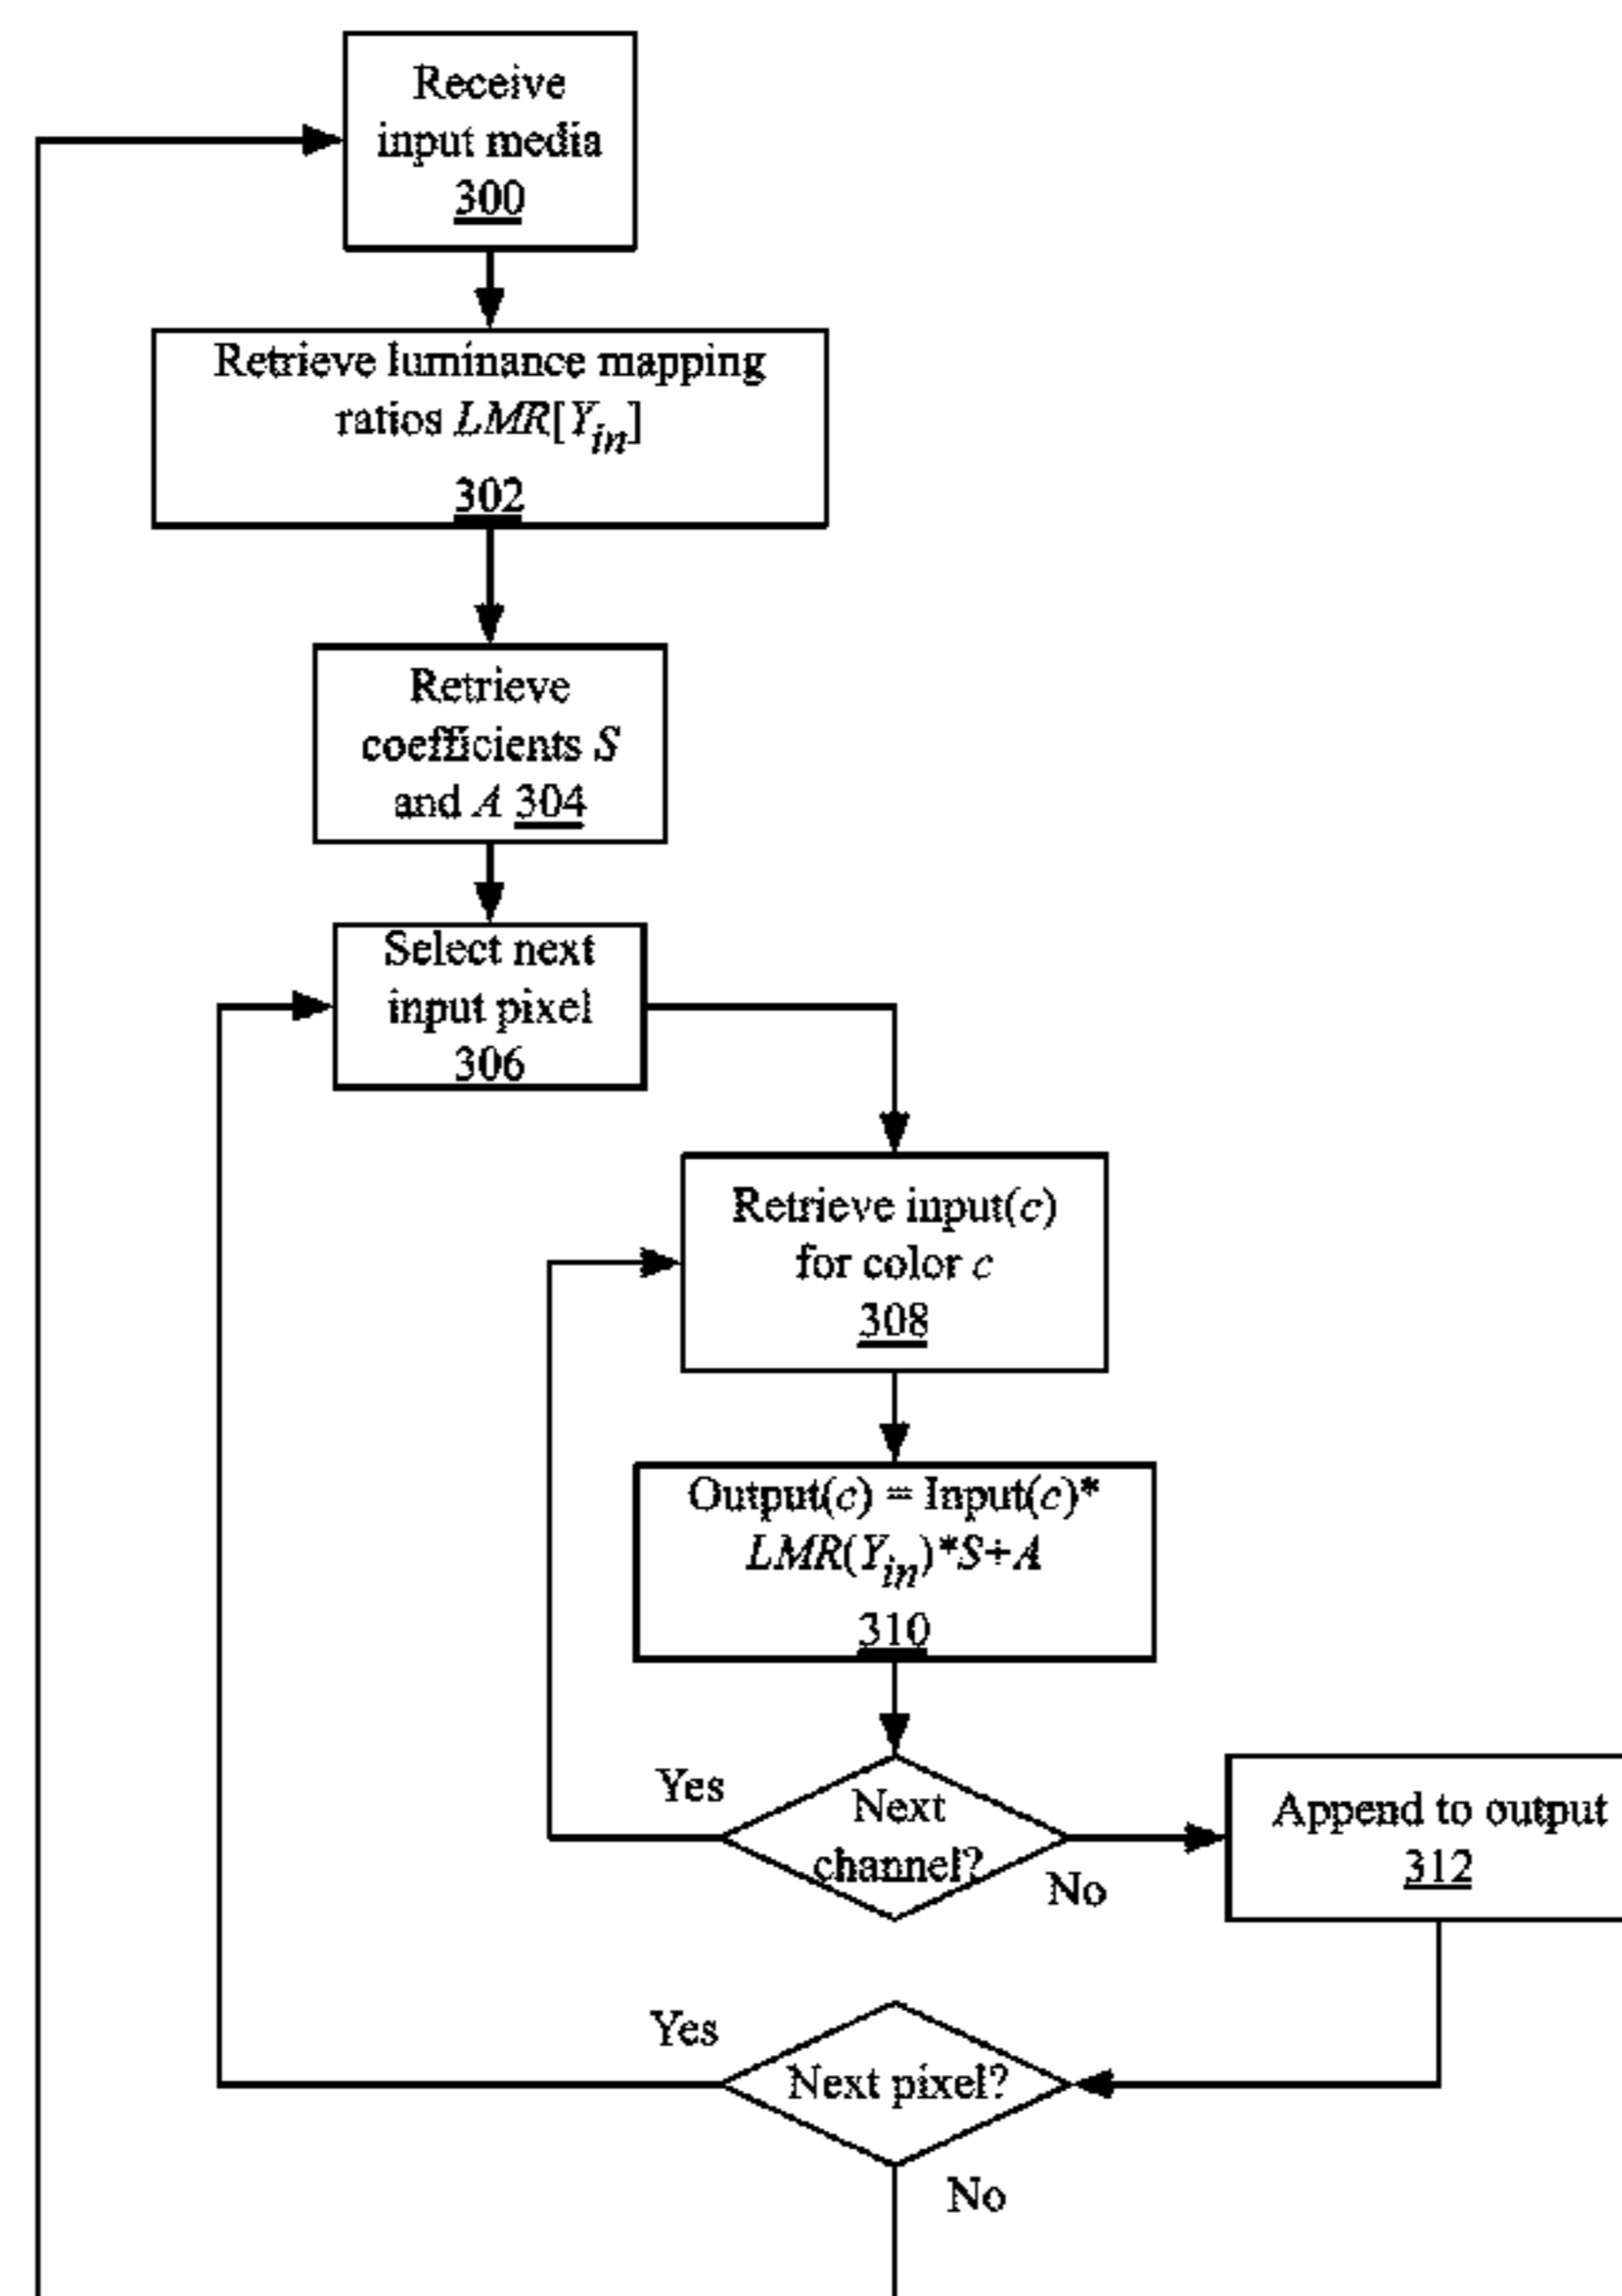 Receive
input media
300
Retrieve luminance mapping
ratios LMR[Yin]
302
Retrieve
coefficients S
and A 304
Select next
input pixel
306
Retrieve input(c)
for color c
308
Output(c) = Input(c)*
LMR(Yin)*S+A
310
Yes
Next
channel?
No
Append to output
312
Yes
Next pixel?
No